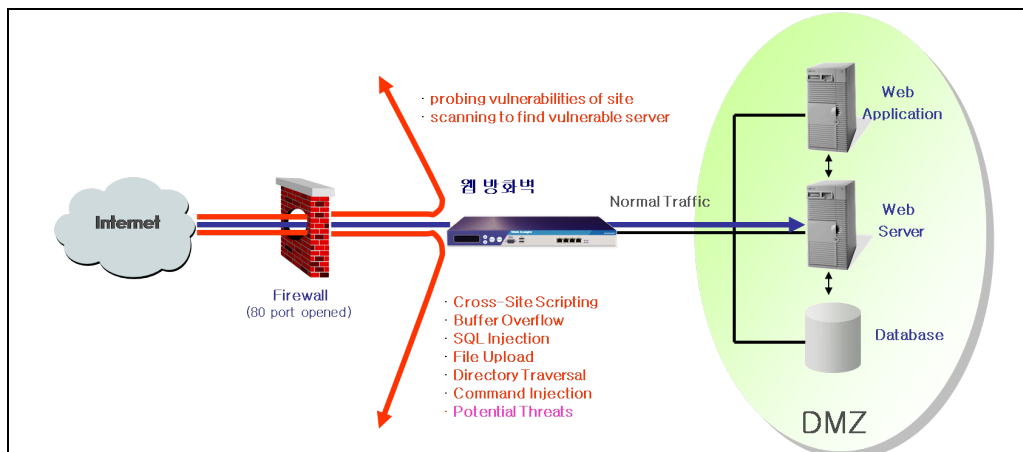 · probing vulnerabilities of site
· scanning to find vulnerable server
웹 방화벽
Normal Traffic
Internet
Firewall
(80 port opened)
· Cross-Site Scripting
· Buffer Overflow
· SQL Injection
· File Upload
· Directory Traversal
· Command Injection
· Potential Threats
Web
Application
Web
Server
Database
DMZ